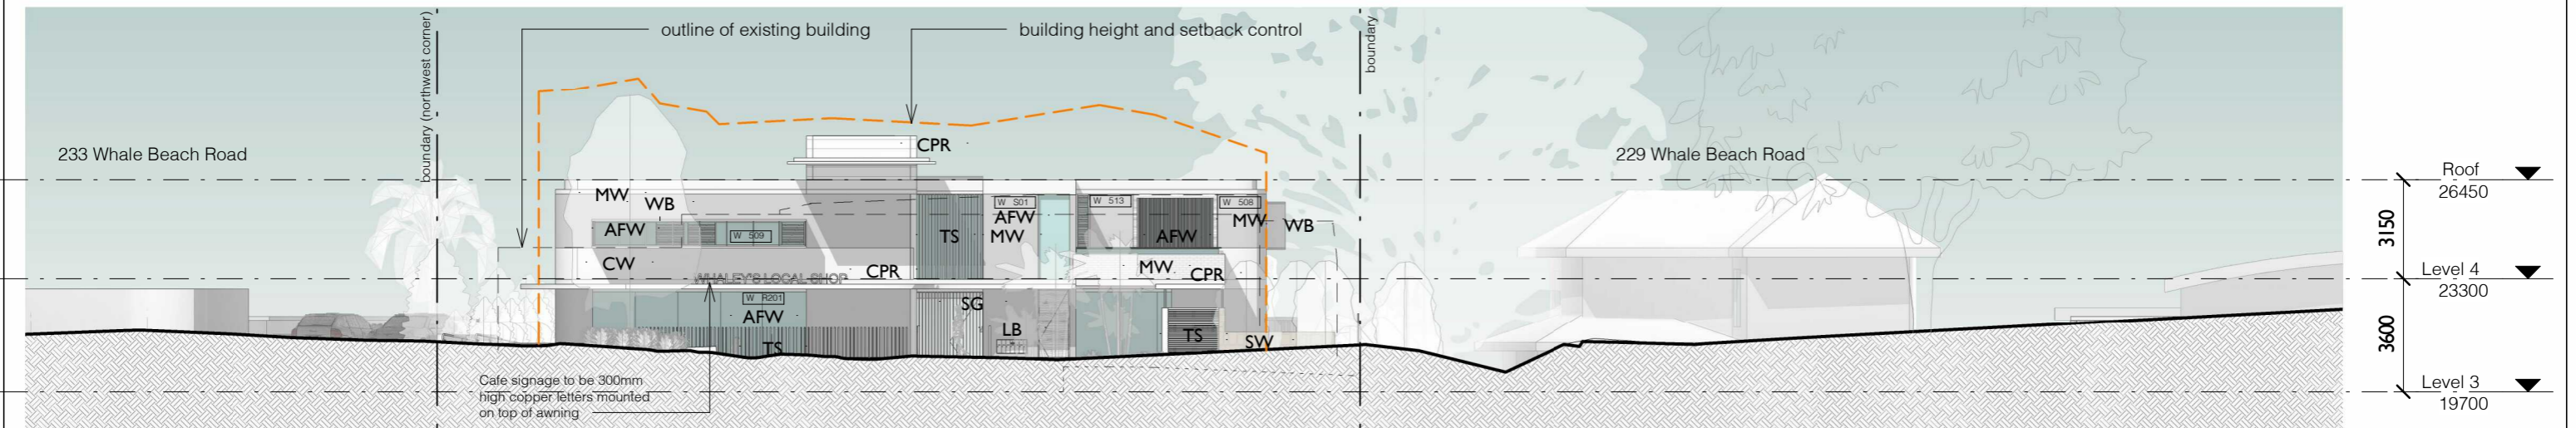 outline of existing building
building height and setback control
boundary (northwest corner)
boundary
233 Whale Beach Road
229 Whale Beach Road
CPR
MW
WB
AFW
W 509
CW
WHALEY'S LOCAL SHOP
CPR
TS
W S01
AFW
MW
W 513
AFW
W 508
MW
WB
MW
CPR
W R201
AFW
TS
SG
LB
TS
SW
Cafe signage to be 300mm
high copper letters mounted
on top of awning
Roof
26450
3150
Level 4
23300
3600
Level 3
19700